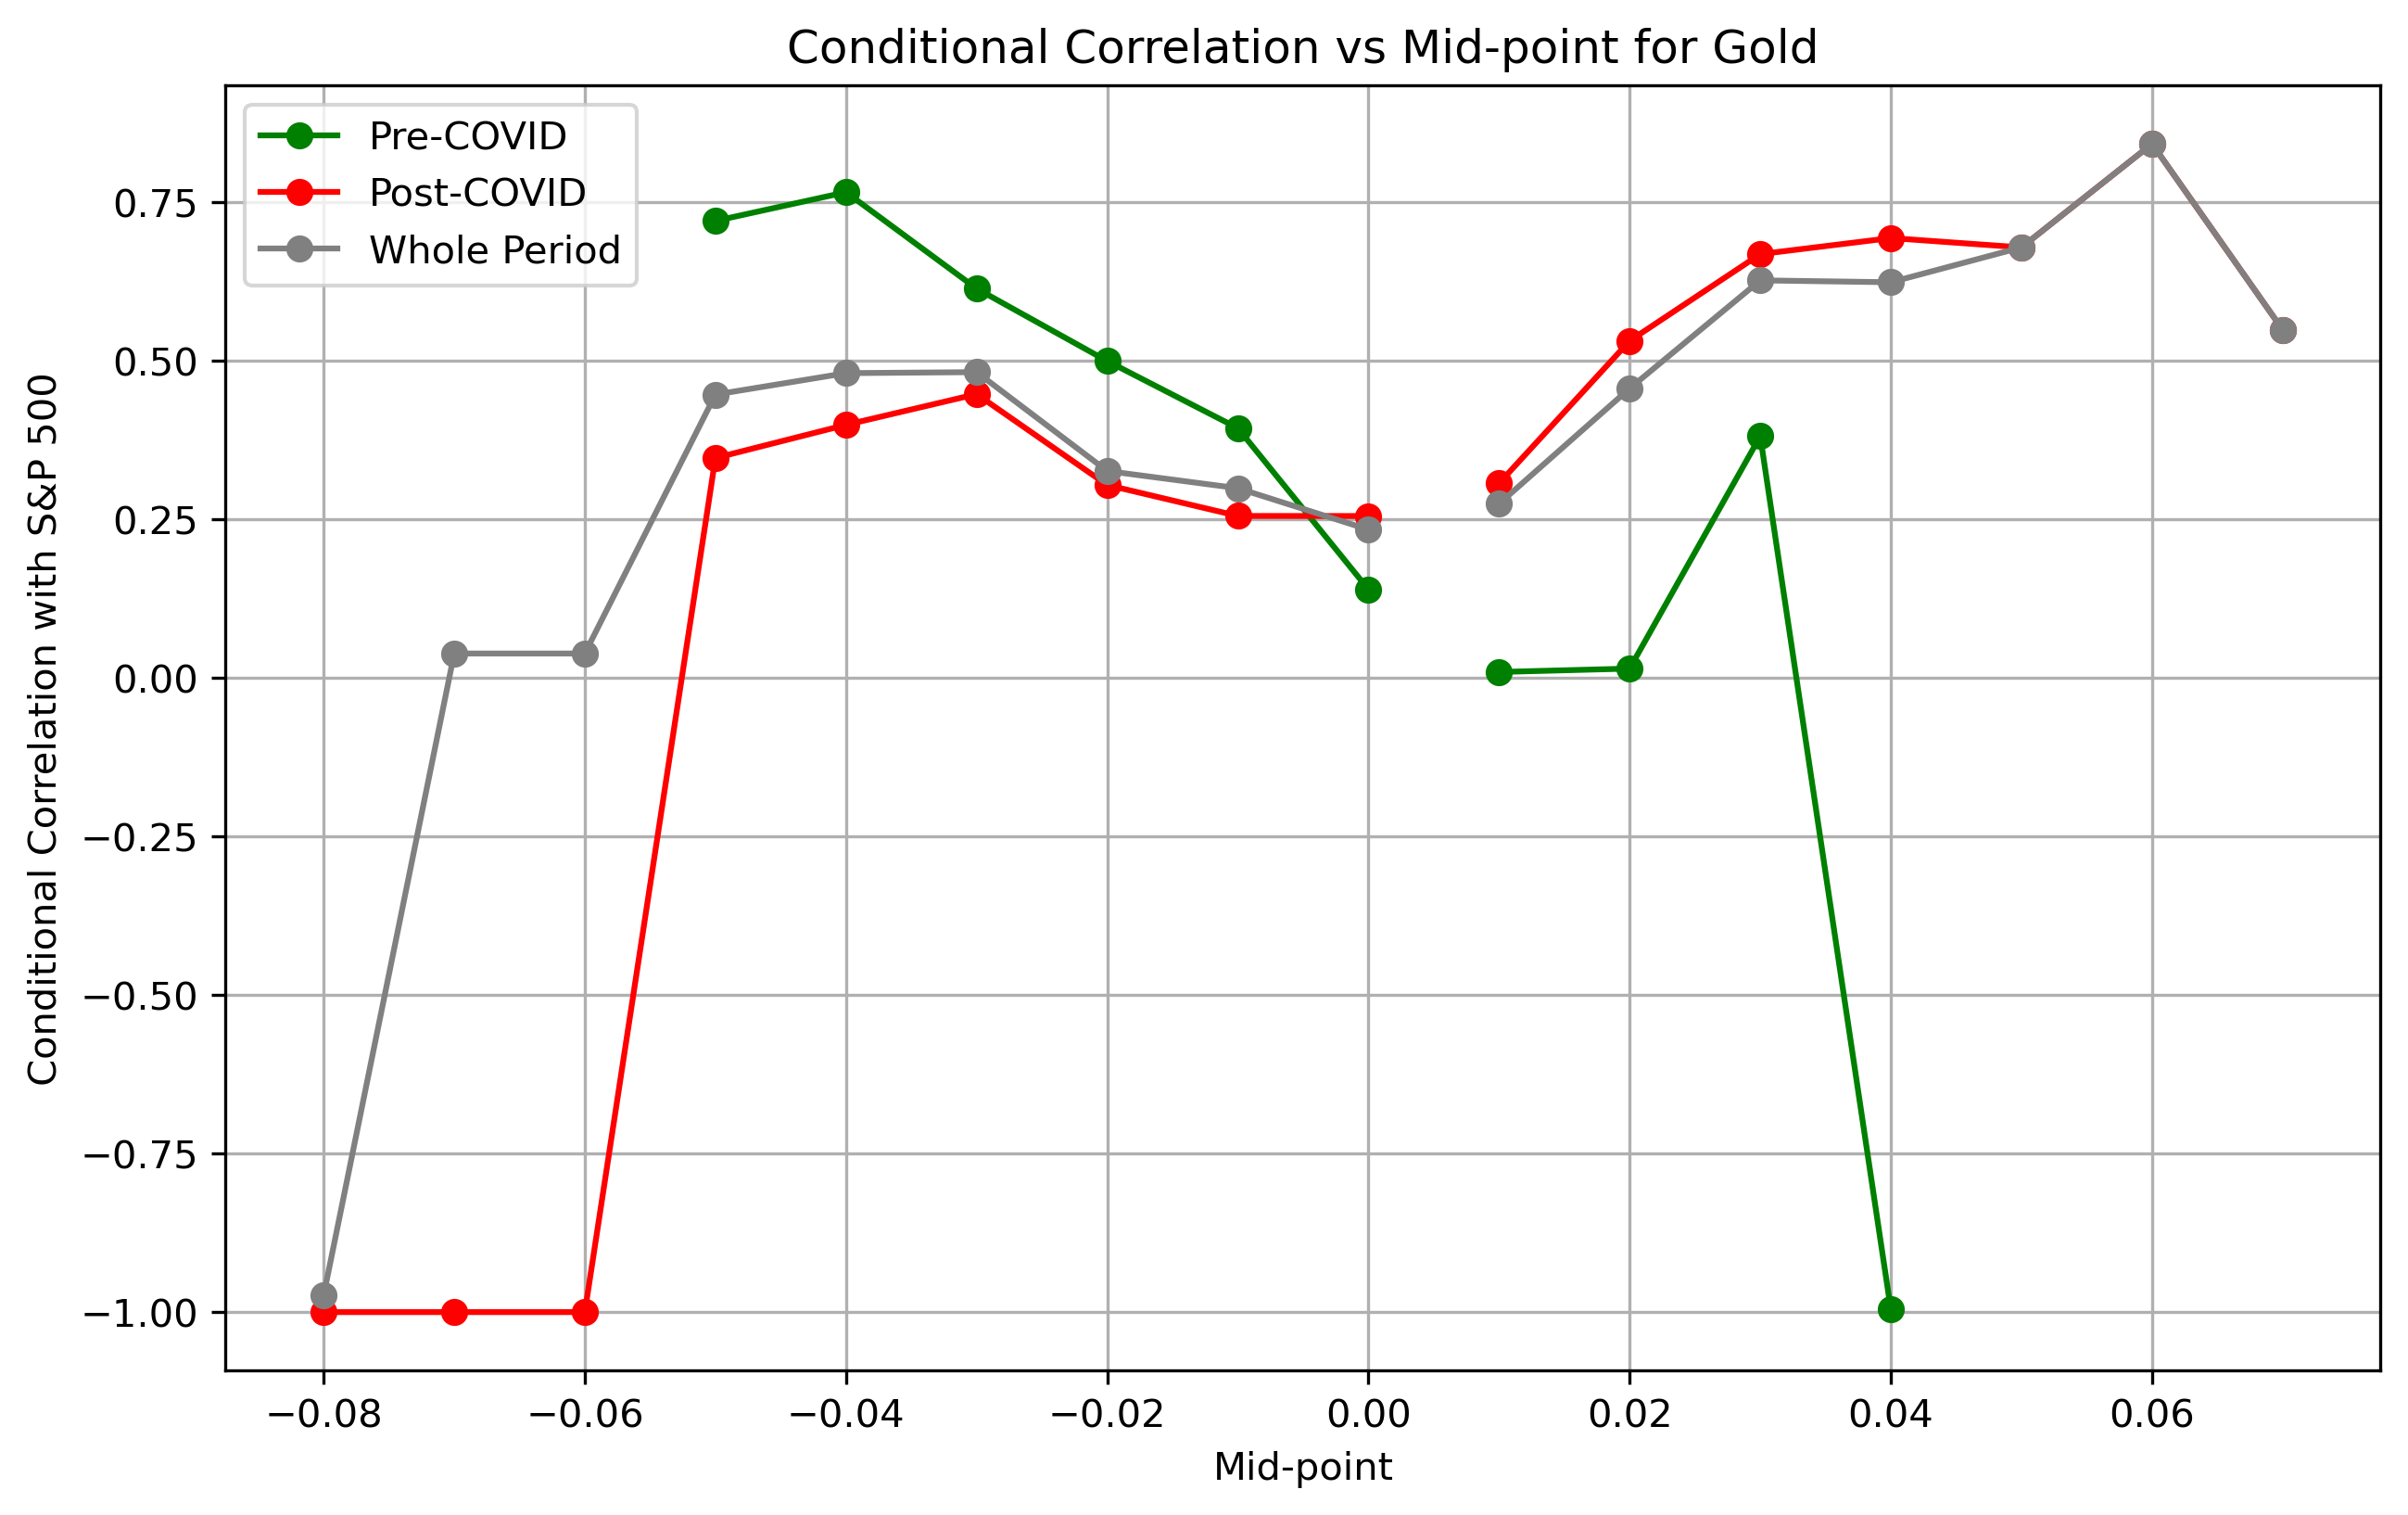 Conditional Correlation vs Mid-point for Gold
Pre-COVID
Post-COVID
Whole Period
Conditional Correlation with S&P 500
0.75
0.50
0.25
0.00
−0.25
−0.50
−0.75
−1.00
−0.08
−0.06
−0.04
−0.02
0.00
0.02
0.04
0.06
Mid-point